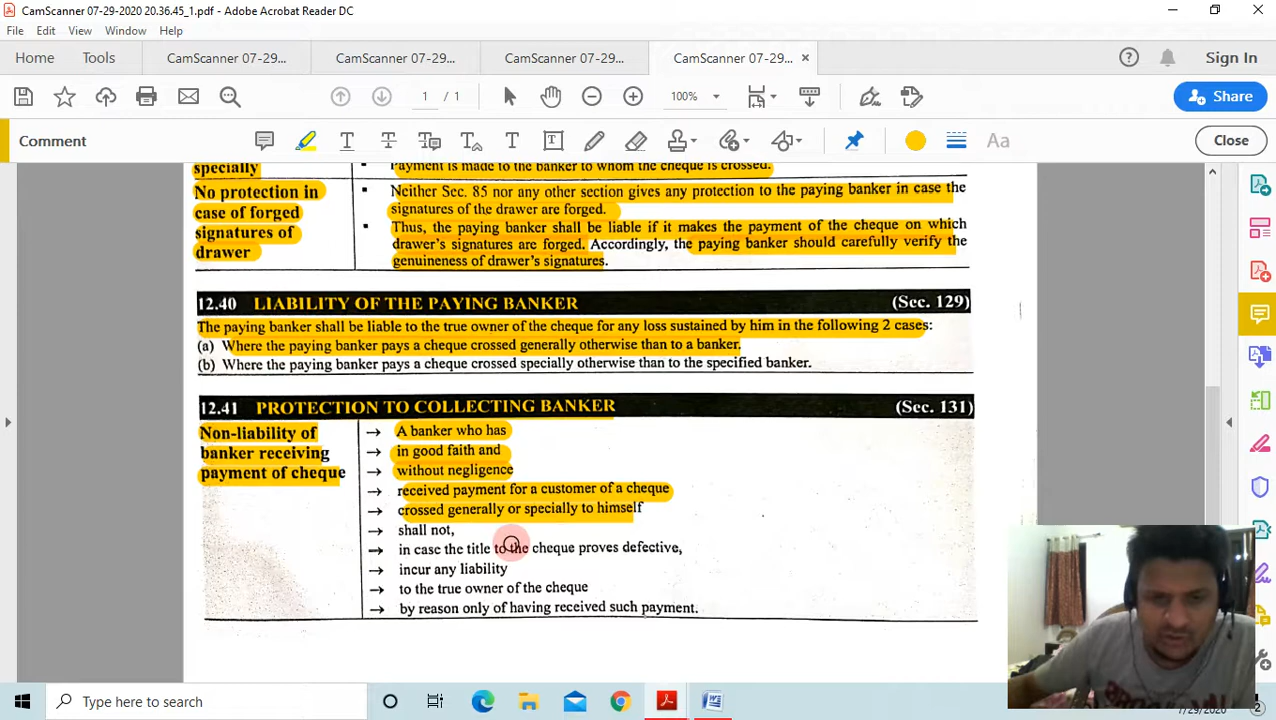 CamScanner 07-29-2020 20.36.45_1.pdf - Adobe Acrobat Reader DC
File Edit View Window Help
Home Tools CamScanner 07-29... CamScanner 07-29... CamScanner 07-29... CamScanner 07-29... × Sign In
1 / 1 100% Share
Comment Aa Close
specially
Payment is made to the banker to whom the cheque is crossed.
No protection in
case of forged
signatures of
drawer
▪ Neither Sec. 85 nor any other section gives any protection to the paying banker in case the
signatures of the drawer are forged.
▪ Thus, the paying banker shall be liable if it makes the payment of the cheque on which
drawer's signatures are forged. Accordingly, the paying banker should carefully verify the
genuineness of drawer's signatures.
12.40 LIABILITY OF THE PAYING BANKER (Sec. 129)
The paying banker shall be liable to the true owner of the cheque for any loss sustained by him in the following 2 cases:
(a) Where the paying banker pays a cheque crossed generally otherwise than to a banker.
(b) Where the paying banker pays a cheque crossed specially otherwise than to the specified banker.
12.41 PROTECTION TO COLLECTING BANKER (Sec. 131)
Non-liability of
banker receiving
payment of cheque
→ A banker who has
→ in good faith and
→ without negligence
→ received payment for a customer of a cheque
→ crossed generally or specially to himself
→ shall not,
→ in case the title to the cheque proves defective,
→ incur any liability
→ to the true owner of the cheque
→ by reason only of having received such payment.
Type here to search
7/29/2020
2